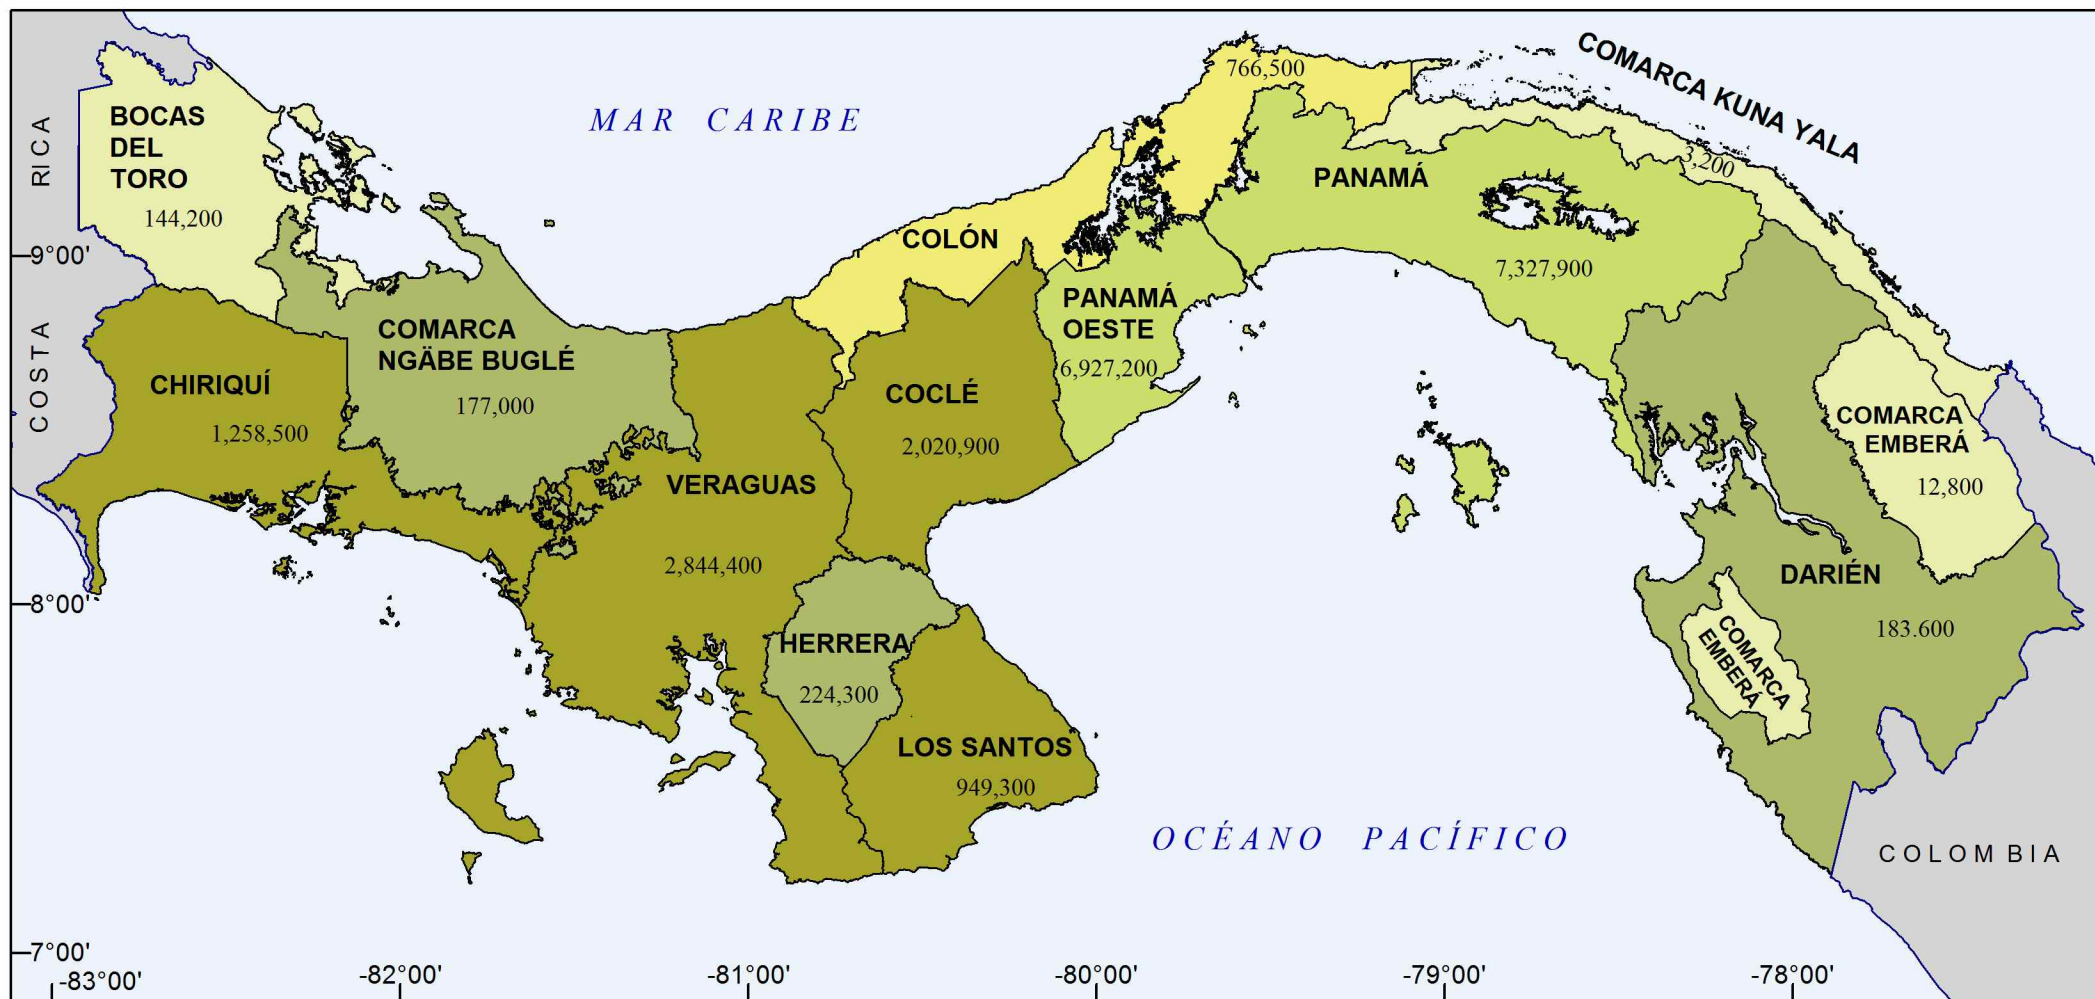 COMARCA KUNA YALA
766,500
MAR CARIBE
BOCAS
DEL
TORO
144,200
COSTA RICA
3,200
PANAMÁ
7,327,900
COLÓN
9°00'
PANAMÁ
OESTE
6,927,200
COMARCA
NGÄBE BUGLÉ
177,000
CHIRIQUÍ
1,258,500
COCLÉ
2,020,900
VERAGUAS
2,844,400
COMARCA
EMBERÁ
12,800
DARIÉN
183.600
8°00'
COMARCA
EMBERÁ
HERRERA
224,300
LOS SANTOS
949,300
OCÉANO PACÍFICO
COLOMBIA
7°00'
-83°00' -82°00' -81°00' -80°00' -79°00' -78°00'